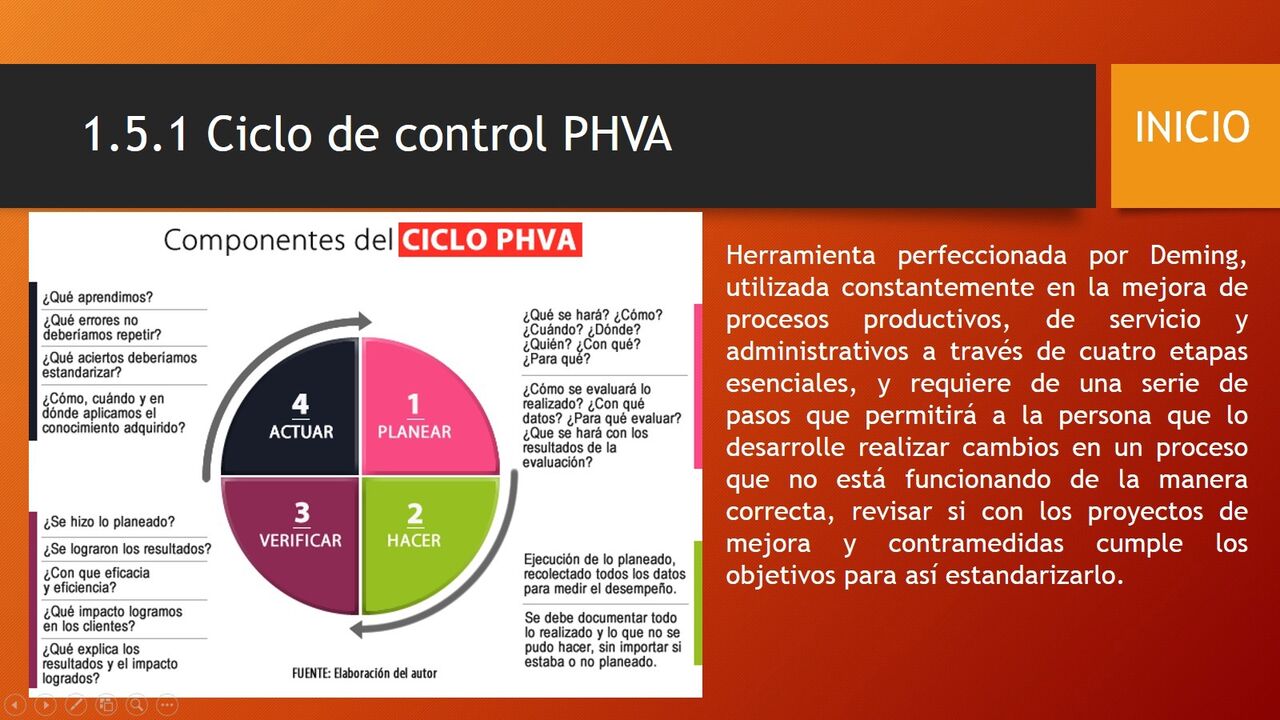 1.5.1 Ciclo de control PHVA
INICIO
Componentes del CICLO PHVA
¿Qué aprendimos?
¿Qué errores no
deberíamos repetir?
¿Qué aciertos deberíamos
estandarizar?
¿Cómo, cuándo y en
dónde aplicamos el
conocimiento adquirido?
4
ACTUAR
1
PLANEAR
¿Qué se hará? ¿Cómo?
¿Cuándo? ¿Dónde?
¿Quién? ¿Con qué?
¿Para qué?
¿Cómo se evaluará lo
realizado? ¿Con qué
datos? ¿Para qué evaluar?
¿Que se hará con los
resultados de la
evaluación?
¿Se hizo lo planeado?
¿Se lograron los resultados?
¿Con que eficacia
y eficiencia?
¿Qué impacto logramos
en los clientes?
¿Qué explica los
resultados y el impacto
logrados?
3
VERIFICAR
2
HACER
Ejecución de lo planeado,
recolectado todos los datos
para medir el desempeño.
Se debe documentar todo
lo realizado y lo que no se
pudo hacer, sin importar si
estaba o no planeado.
FUENTE: Elaboración del autor
Herramienta perfeccionada por Deming,
utilizada constantemente en la mejora de
procesos productivos, de servicio y
administrativos a través de cuatro etapas
esenciales, y requiere de una serie de
pasos que permitirá a la persona que lo
desarrolle realizar cambios en un proceso
que no está funcionando de la manera
correcta, revisar si con los proyectos de
mejora y contramedidas cumple los
objetivos para así estandarizarlo.